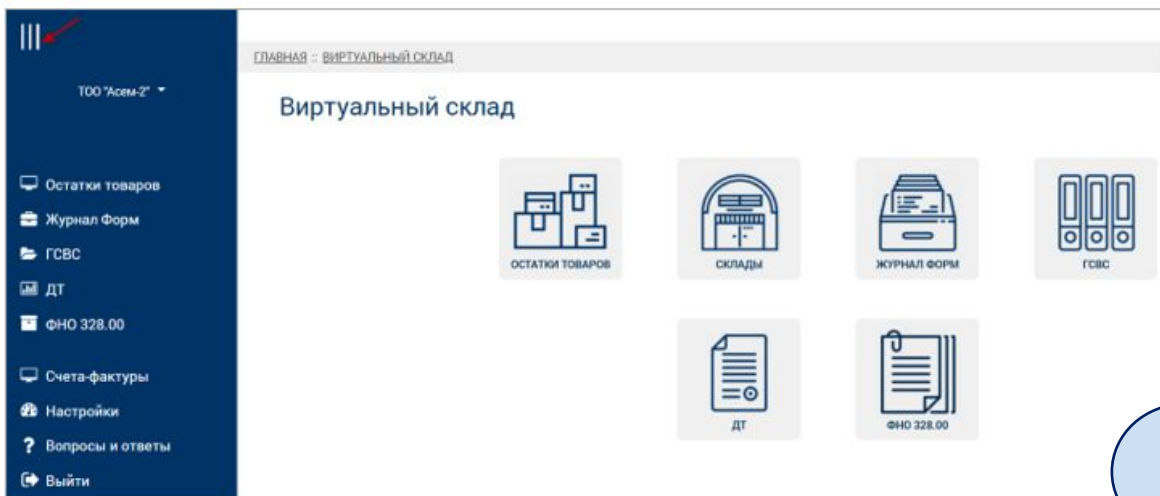 ТОО "Асем-2"
Остатки товаров
Журнал Форм
ГСВС
ДТ
ФНО 328.00
Счета-фактуры
Настройки
? Вопросы и ответы
Выйти
ГЛАВНАЯ :: ВИРТУАЛЬНЫЙ СКЛАД
Виртуальный склад
ОСТАТКИ ТОВАРОВ
СКЛАДЫ
ЖУРНАЛ ФОРМ
ГСВС
ДТ
ФНО 328.00